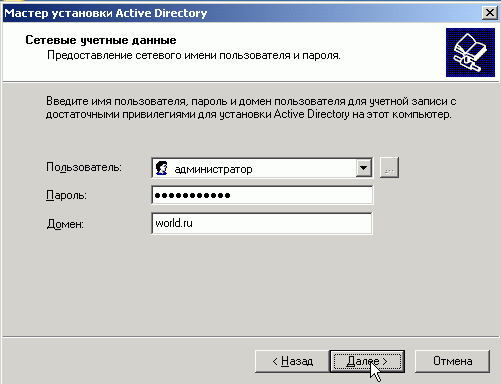 Мастер установки Active Directory
Сетевые учетные данные
Предоставление сетевого имени пользователя и пароля.
Введите имя пользователя, пароль и домен пользователя для учетной записи с
достаточными привилегиями для установки Active Directory на этот компьютер.
Пользователь: администратор ...
Пароль: ●●●●●●●●●●●
Домен: world.ru
< Назад Далее > Отмена